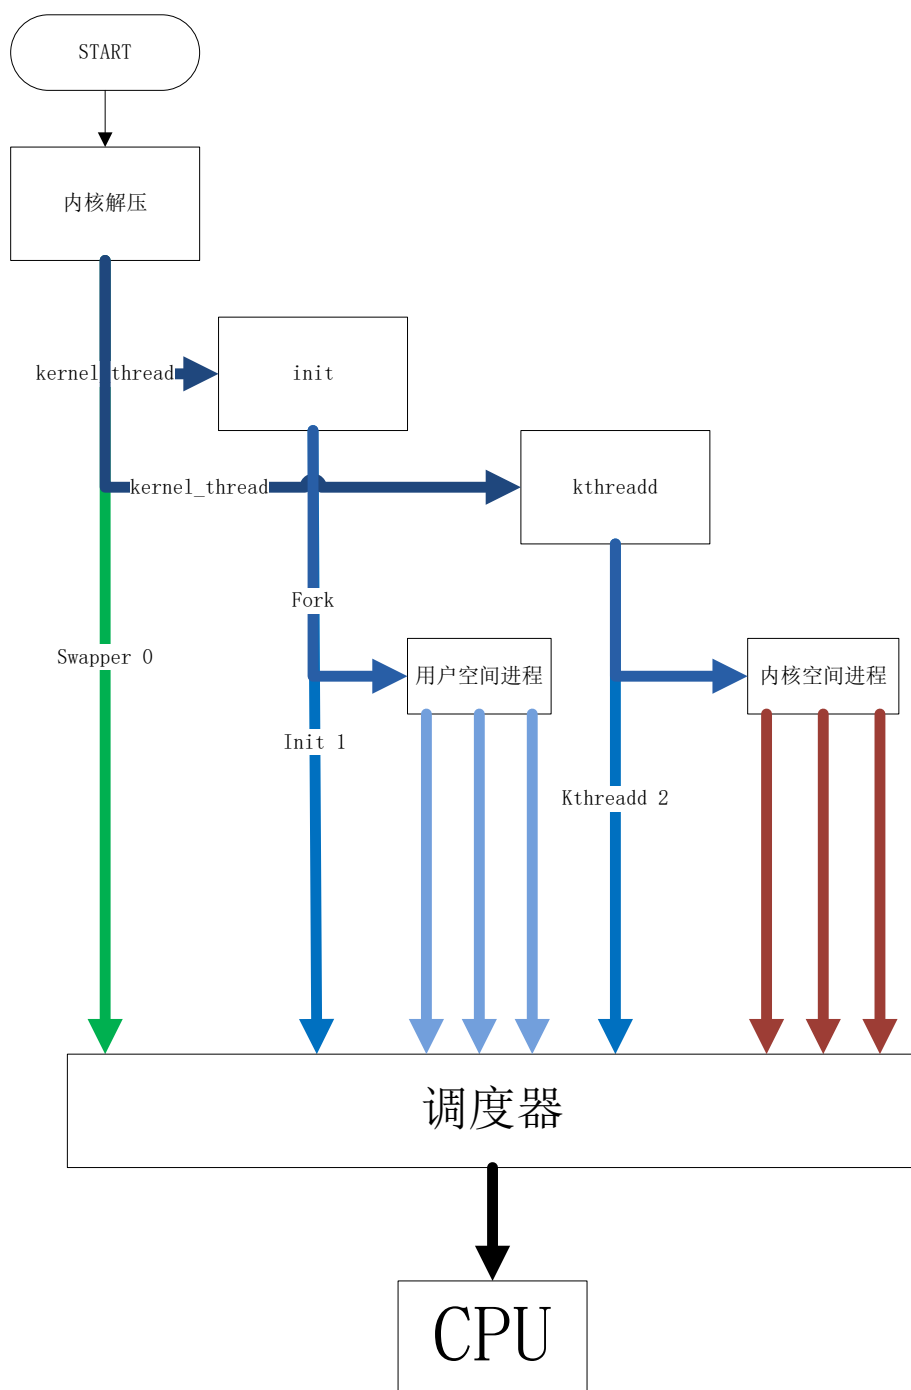 START
内核解压
kernel_thread
init
kernel_thread
kthreadd
Fork
Swapper 0
用户空间进程
内核空间进程
Init 1
Kthreadd 2
调度器
CPU